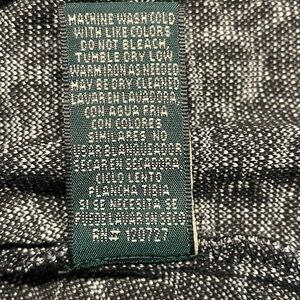 MACHINE WASH COLD
WITH LIKE COLORS
DO NOT BLEACH,
TUMBLE DRY LOW
WARM IRON AS NEEDED
MAY BE DRY CLEANED
LAVAR EN LAVADORA,
CON AGUA FRIA
CON COLORES
SIMILARES NO
USAR BLANQUEADOR
SECAR EN SECADORA
CICLO LENTO
PLANCHA TIBIA
SI SE NECESITA SE
PUEDE LAVAR EN SECO
RN# 120727